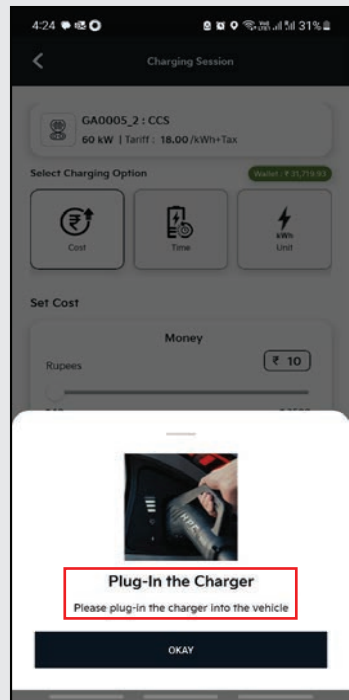 4:24
31%
Charging Session
GA0005_2 : CCS
60 kW | Tariff : 18.00 /kWh+Tax
Select Charging Option
Wallet : ₹ 31,719.93
Cost
Time
kWh
Unit
Set Cost
Money
Rupees
₹ 10
Plug-In the Charger
Please plug-in the charger into the vehicle
OKAY